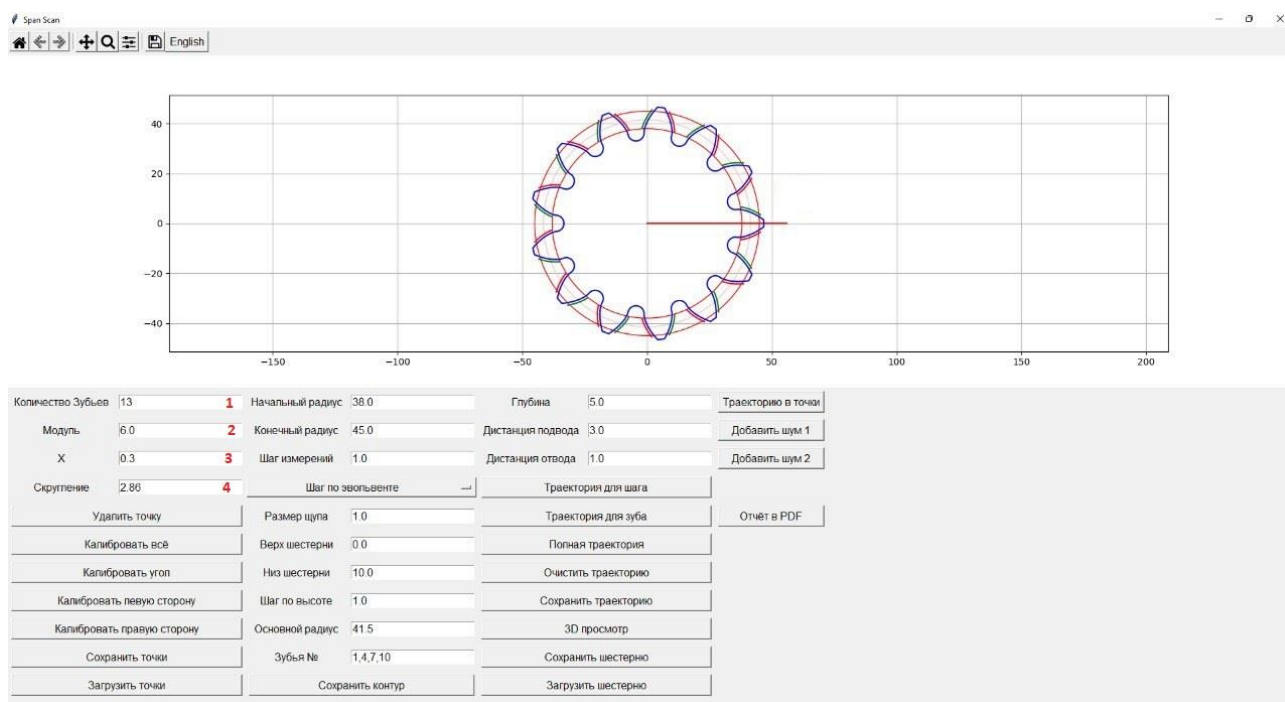 Span Scan
English
40
20
0
−20
−40
−150 −100 −50 0 50 100 150 200
Количество Зубьев 13 1 Начальный радиус 38.0 Глубина 5.0 Траекторию в точки
Модуль 6.0 2 Конечный радиус 45.0 Дистанция подвода 3.0 Добавить шум 1
X 0.3 3 Шаг измерений 1.0 Дистанция отвода 1.0 Добавить шум 2
Скругление 2.86 4 Шаг по эвольвенте Траектория для шага
Удалить точку Размер щупа 1.0 Траектория для зуба Отчёт в PDF
Калибровать всё Верх шестерни 0.0 Полная траектория
Калибровать угол Низ шестерни 10.0 Очистить траекторию
Калибровать левую сторону Шаг по высоте 1.0 Сохранить траекторию
Калибровать правую сторону Основной радиус 41.5 3D просмотр
Сохранить точки Зубья № 1,4,7,10 Сохранить шестерню
Загрузить точки Сохранить контур Загрузить шестерню